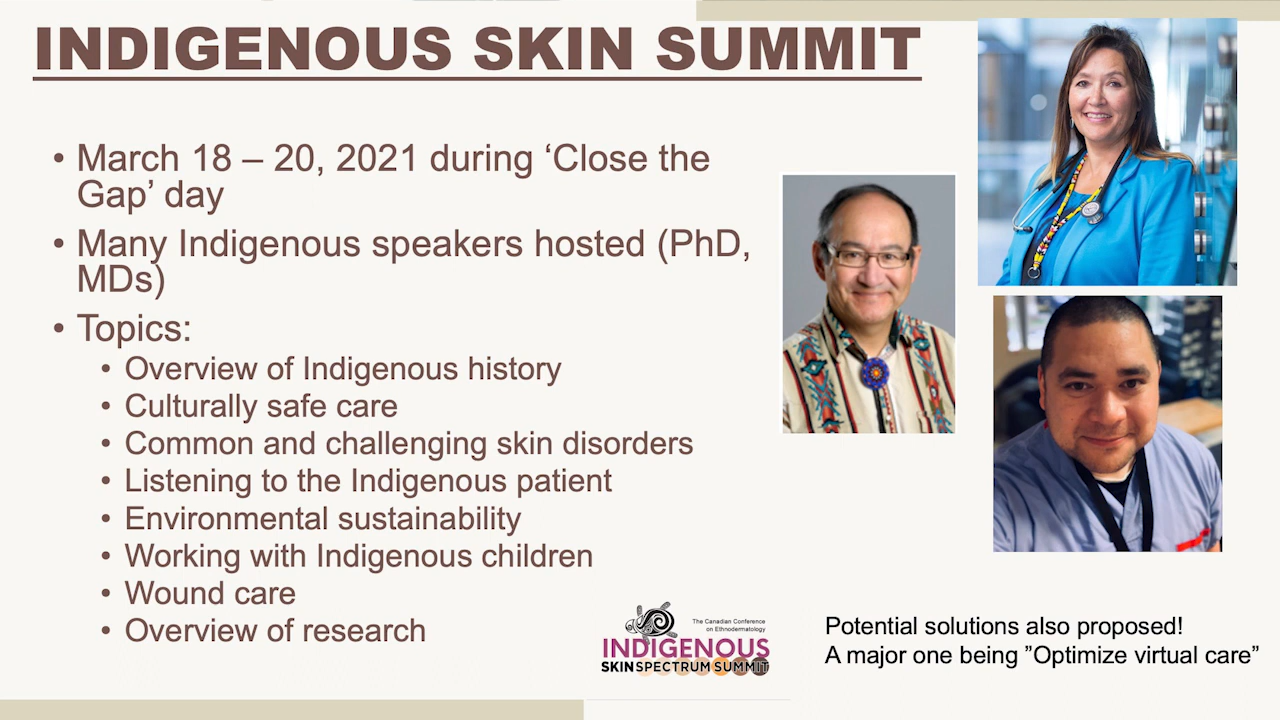 INDIGENOUS SKIN SUMMIT
• March 18 – 20, 2021 during ‘Close the
Gap’ day
• Many Indigenous speakers hosted (PhD,
MDs)
• Topics:
• Overview of Indigenous history
• Culturally safe care
• Common and challenging skin disorders
• Listening to the Indigenous patient
• Environmental sustainability
• Working with Indigenous children
• Wound care
• Overview of research
The Canadian Conference
on Ethnodermatology
INDIGENOUS
SKINSPECTRUM SUMMIT
Potential solutions also proposed!
A major one being ”Optimize virtual care”